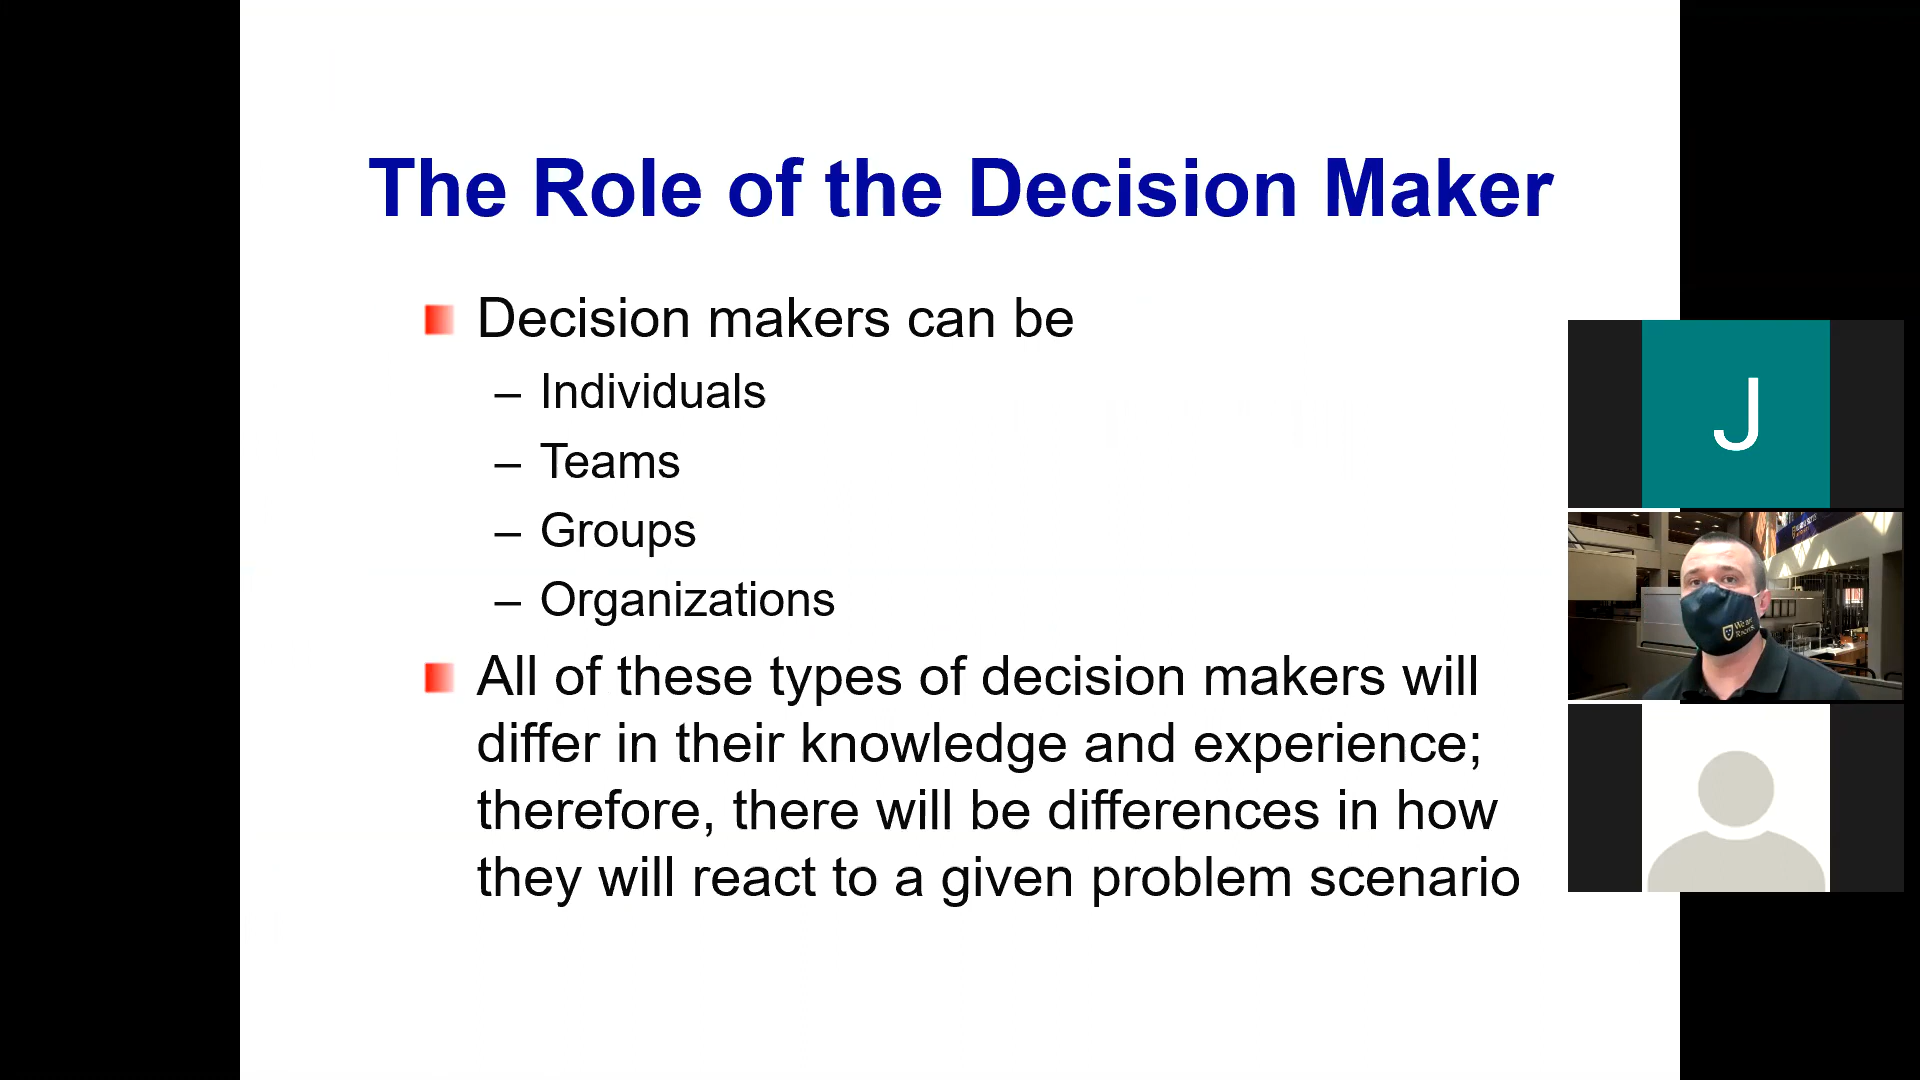 The Role of the Decision Maker
Decision makers can be
– Individuals
– Teams
– Groups
– Organizations
All of these types of decision makers will
differ in their knowledge and experience;
therefore, there will be differences in how
they will react to a given problem scenario
J
We are